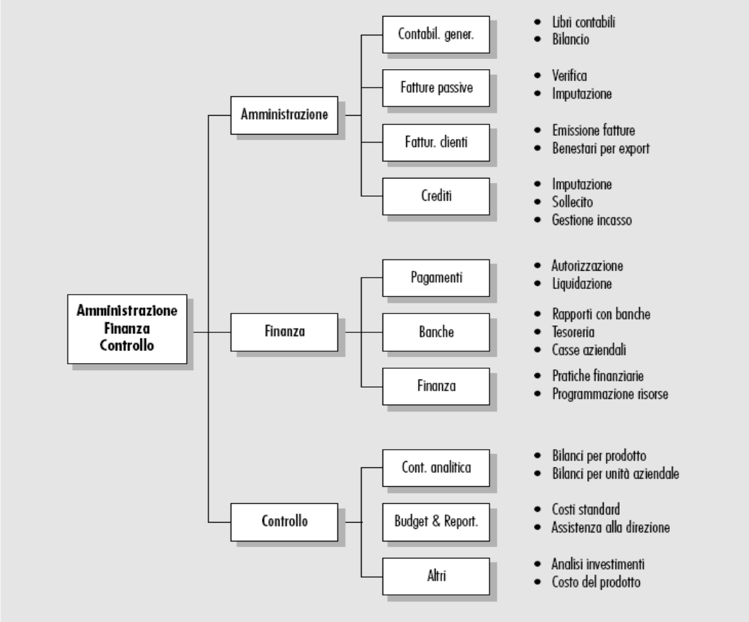 Amministrazione
Finanza
Controllo
Amministrazione
Contabil. gener.
• Libri contabili
• Bilancio
Fatture passive
• Verifica
• Imputazione
Fattur. clienti
• Emissione fatture
• Benestari per export
Crediti
• Imputazione
• Sollecito
• Gestione incasso
Finanza
Pagamenti
• Autorizzazione
• Liquidazione
Banche
• Rapporti con banche
• Tesoreria
• Casse aziendali
Finanza
• Pratiche finanziarie
• Programmazione risorse
Controllo
Cont. analitica
• Bilanci per prodotto
• Bilanci per unità aziendale
Budget & Report.
• Costi standard
• Assistenza alla direzione
Altri
• Analisi investimenti
• Costo del prodotto